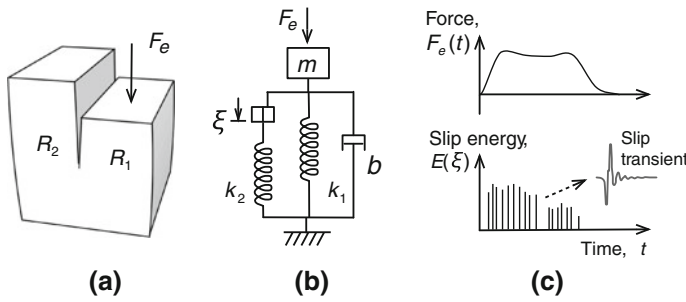 F_e
R_2
R_1
(a)
F_e
m
ξ
k_2
k_1
b
(b)
Force,
F_e(t)
Slip energy,
E(ξ)
Slip
transient
Time, t
(c)